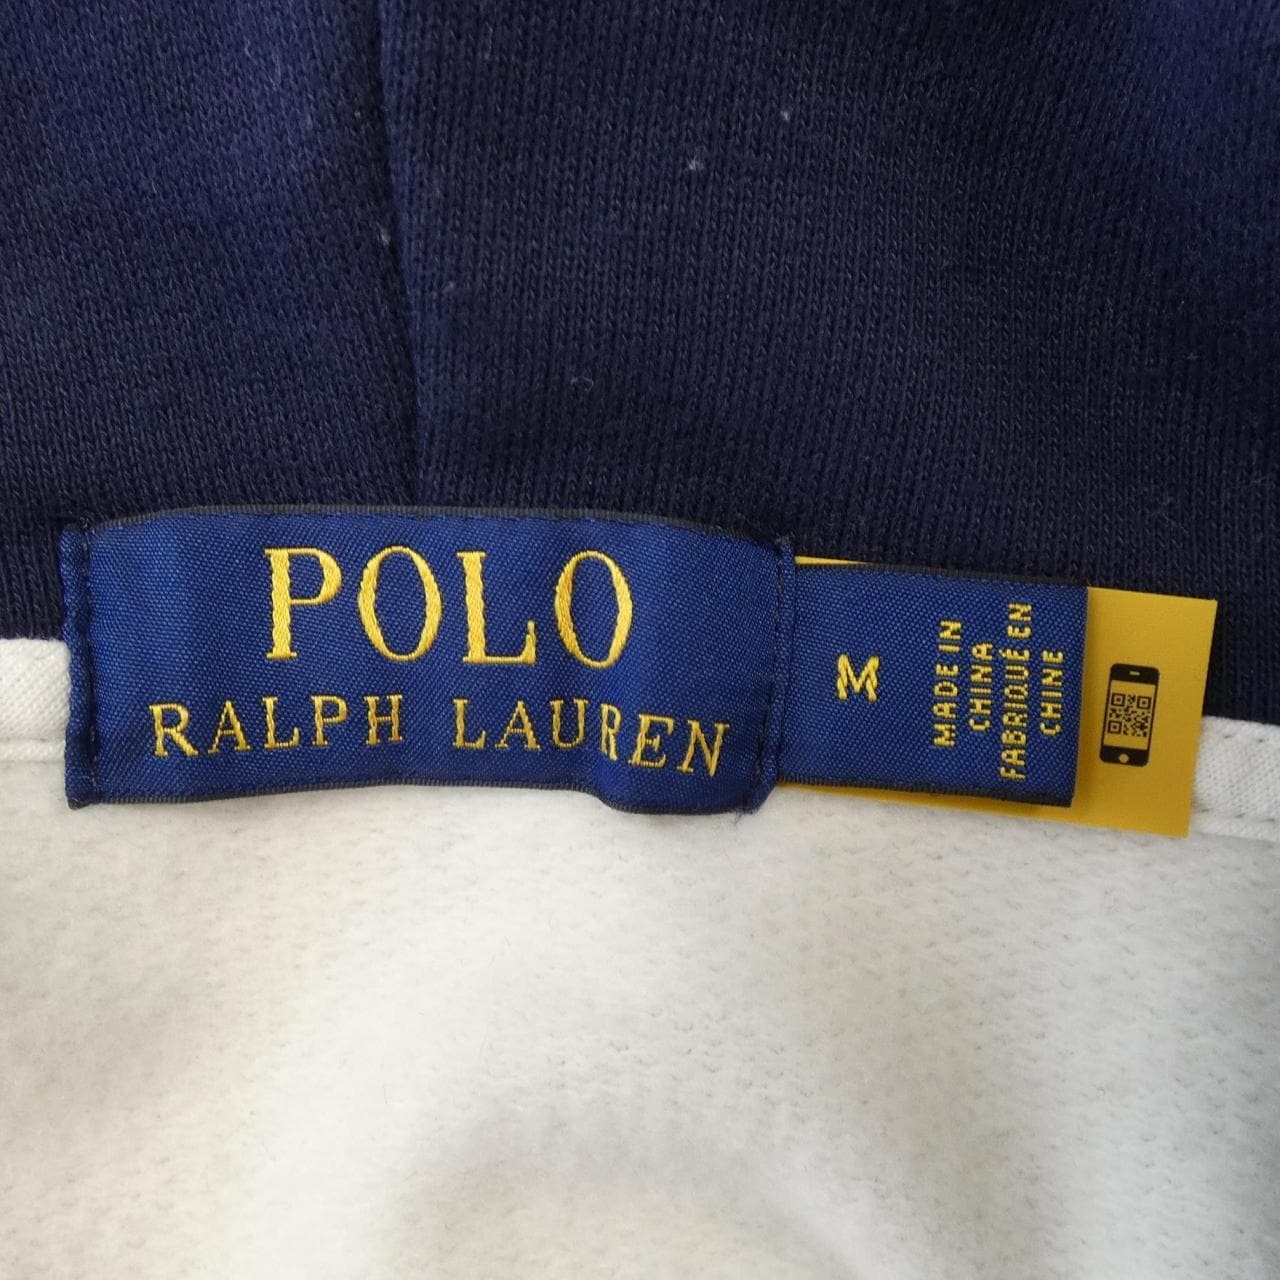 POLO
RALPH LAUREN
M
MADE IN
CHINA
FABRIQUÉ EN
CHINE